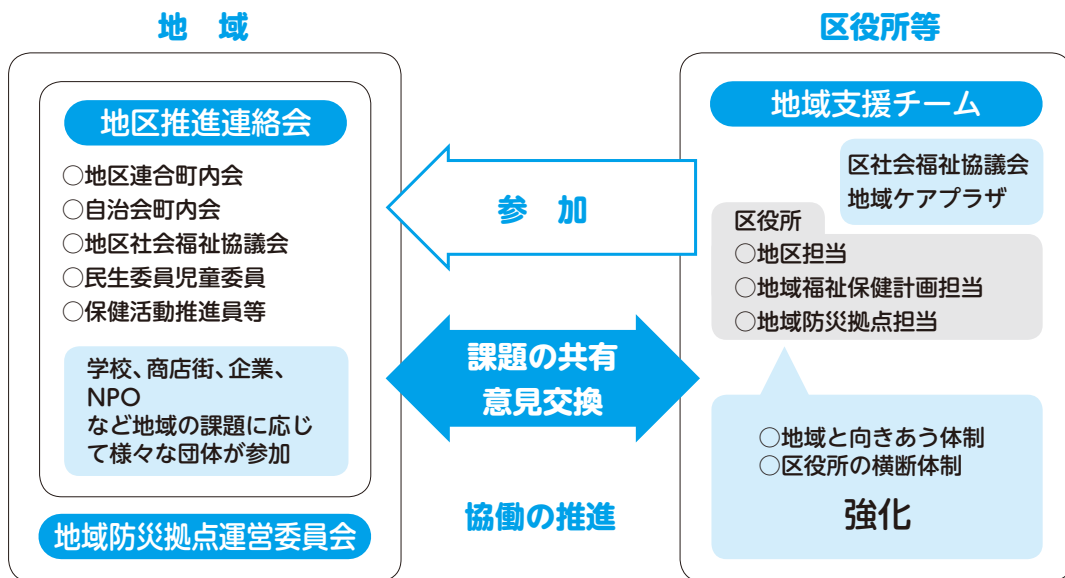 地 域
地区推進連絡会
○地区連合町内会
○自治会町内会
○地区社会福祉協議会
○民生委員児童委員
○保健活動推進員等
学校、商店街、企業、
NPO
など地域の課題に応じ
て様々な団体が参加
地域防災拠点運営委員会
参 加
課題の共有
意見交換
協働の推進
区役所等
地域支援チーム
区社会福祉協議会
地域ケアプラザ
区役所
○地区担当
○地域福祉保健計画担当
○地域防災拠点担当
○地域と向きあう体制
○区役所の横断体制
強化